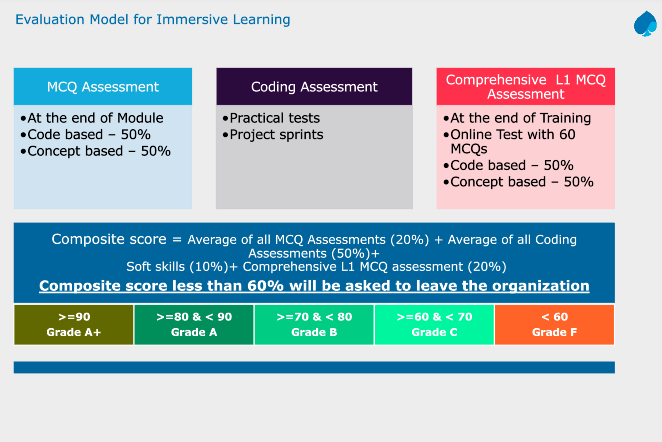 Evaluation Model for Immersive Learning
MCQ Assessment
•At the end of Module
•Code based – 50%
•Concept based – 50%
Coding Assessment
•Practical tests
•Project sprints
Comprehensive L1 MCQ
Assessment
•At the end of Training
•Online Test with 60
MCQs
•Code based – 50%
•Concept based – 50%
Composite score = Average of all MCQ Assessments (20%) + Average of all Coding
Assessments (50%)+
Soft skills (10%)+ Comprehensive L1 MCQ assessment (20%)
Composite score less than 60% will be asked to leave the organization
>=90
Grade A+
>=80 & < 90
Grade A
>=70 & < 80
Grade B
>=60 & < 70
Grade C
< 60
Grade F